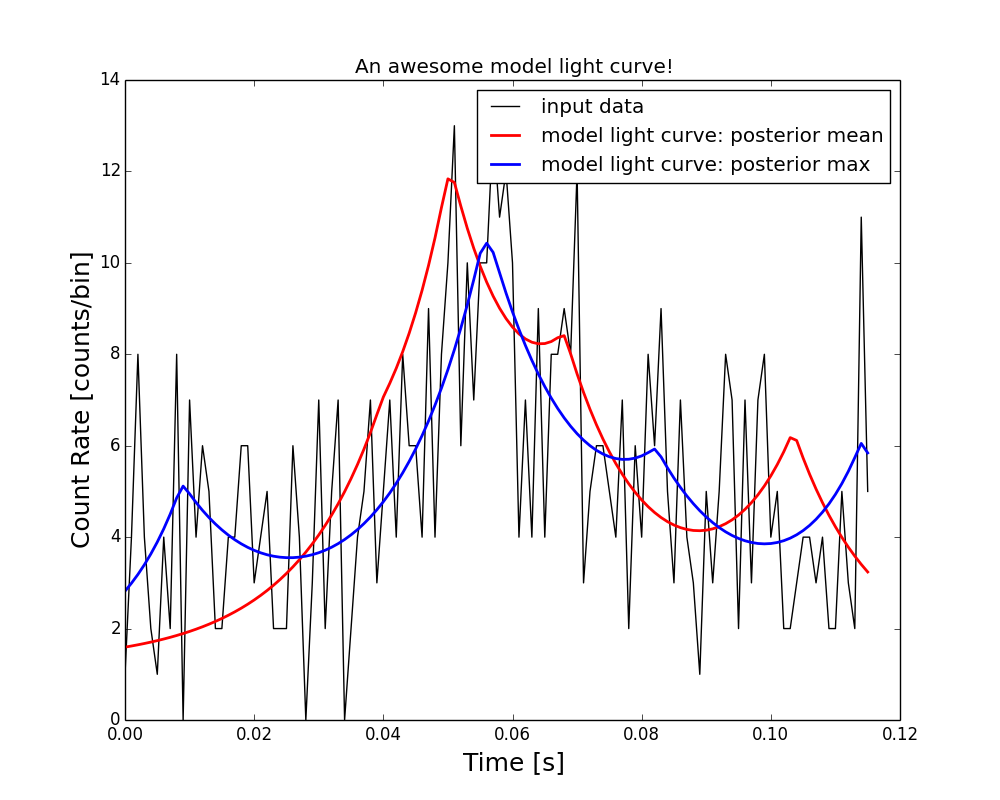 An awesome model light curve!
14
12
10
8
6
4
2
0
Count Rate [counts/bin]
input data
model light curve: posterior mean
model light curve: posterior max
0.00 0.02 0.04 0.06 0.08 0.10 0.12
Time [s]